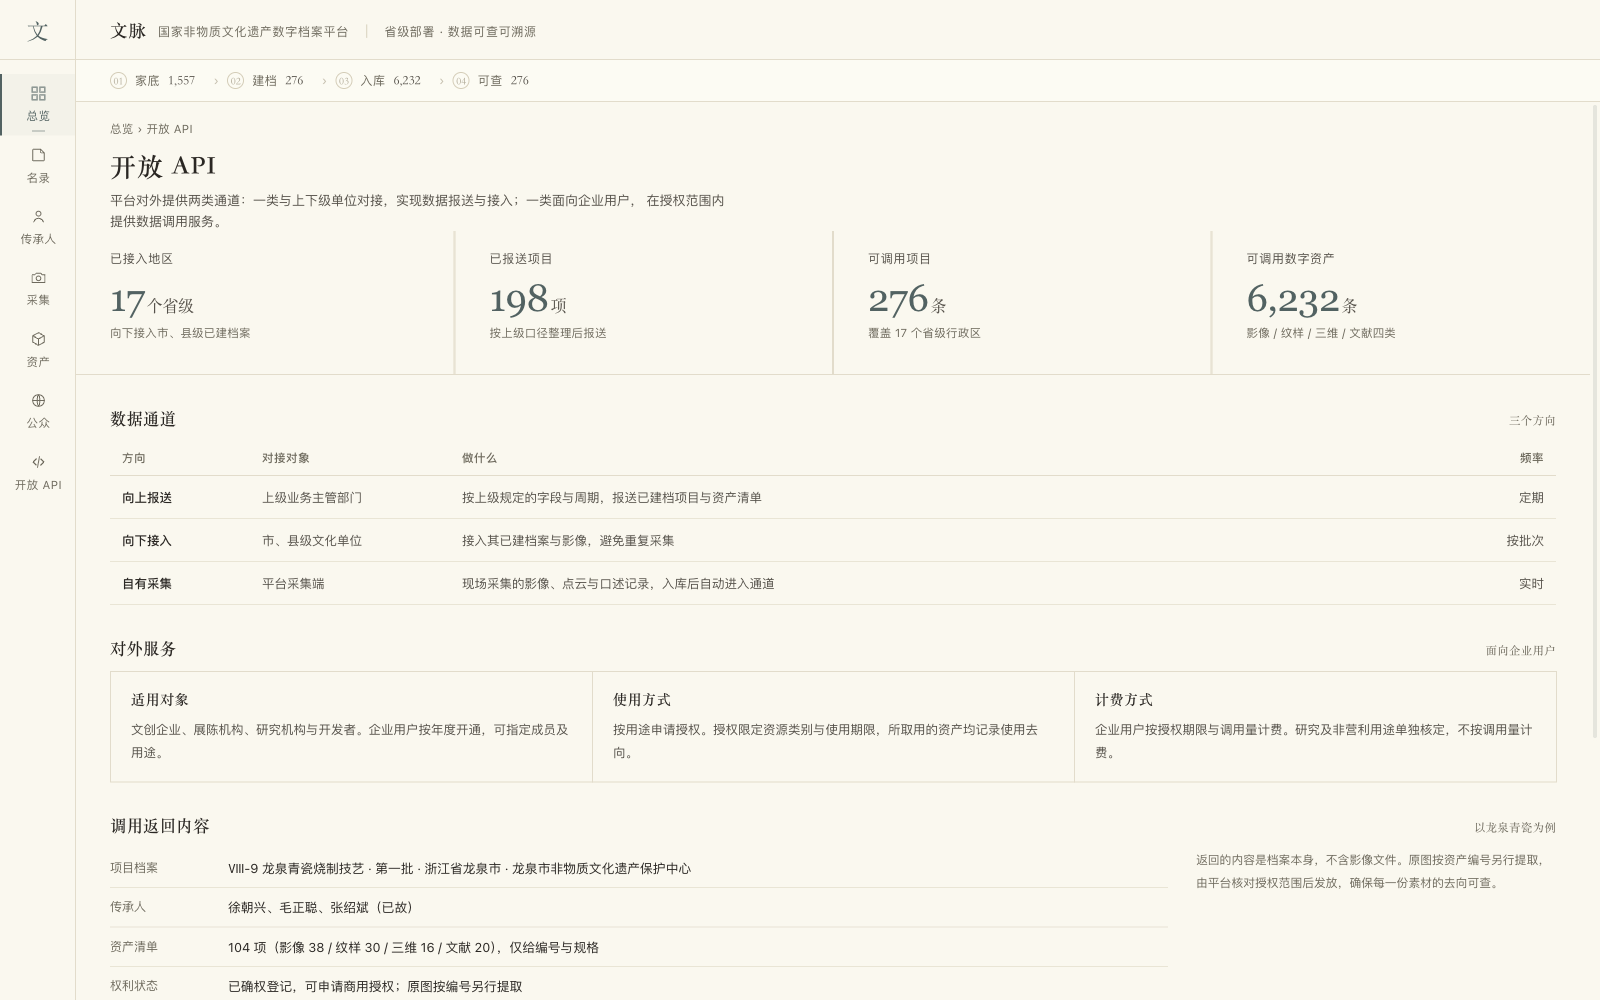 文
文脉 国家非物质文化遗产数字档案平台 省级部署 · 数据可查可溯源
01 家底 1,557 › 02 建档 276 › 03 入库 6,232 › 04 可查 276
总览
名录
传承人
采集
资产
公众
开放 API
总览 › 开放 API
开放 API
平台对外提供两类通道：一类与上下级单位对接，实现数据报送与接入；一类面向企业用户， 在授权范围内
提供数据调用服务。
已接入地区
17个省级
向下接入市、县级已建档案
已报送项目
198项
按上级口径整理后报送
可调用项目
276条
覆盖 17 个省级行政区
可调用数字资产
6,232条
影像 / 纹样 / 三维 / 文献四类
数据通道 三个方向
方向 对接对象 做什么 频率
向上报送 上级业务主管部门 按上级规定的字段与周期，报送已建档项目与资产清单 定期
向下接入 市、县级文化单位 接入其已建档案与影像，避免重复采集 按批次
自有采集 平台采集端 现场采集的影像、点云与口述记录，入库后自动进入通道 实时
对外服务 面向企业用户
适用对象
文创企业、展陈机构、研究机构与开发者。企业用户按年度开通，可指定成员及
用途。
使用方式
按用途申请授权。授权限定资源类别与使用期限，所取用的资产均记录使用去
向。
计费方式
企业用户按授权期限与调用量计费。研究及非营利用途单独核定，不按调用量计
费。
调用返回内容 以龙泉青瓷为例
项目档案 Ⅷ-9 龙泉青瓷烧制技艺 · 第一批 · 浙江省龙泉市 · 龙泉市非物质文化遗产保护中心
传承人 徐朝兴、毛正聪、张绍斌（已故）
资产清单 104 项（影像 38 / 纹样 30 / 三维 16 / 文献 20），仅给编号与规格
权利状态 已确权登记，可申请商用授权；原图按编号另行提取
返回的内容是档案本身，不含影像文件。原图按资产编号另行提取，
由平台核对授权范围后发放，确保每一份素材的去向可查。